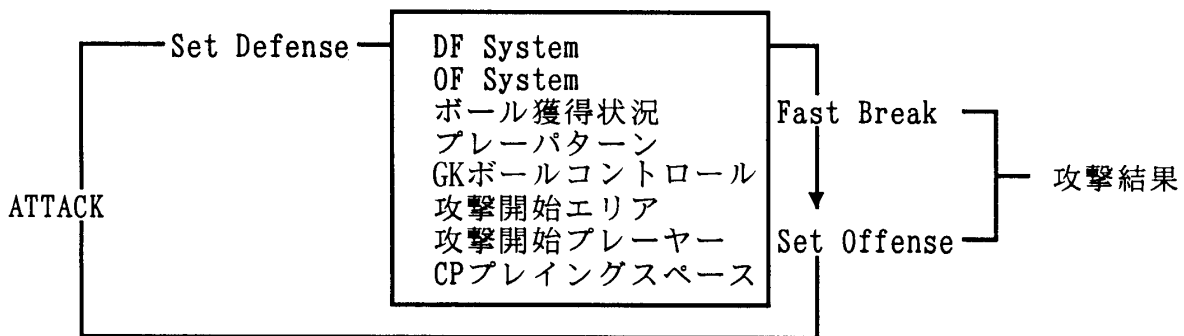 ATTACK
Set Defense
DF System
OF System
ボール獲得状況
プレーパターン
GKボールコントロール
攻撃開始エリア
攻撃開始プレーヤー
CPプレイングスペース
Fast Break
Set Offense
攻撃結果